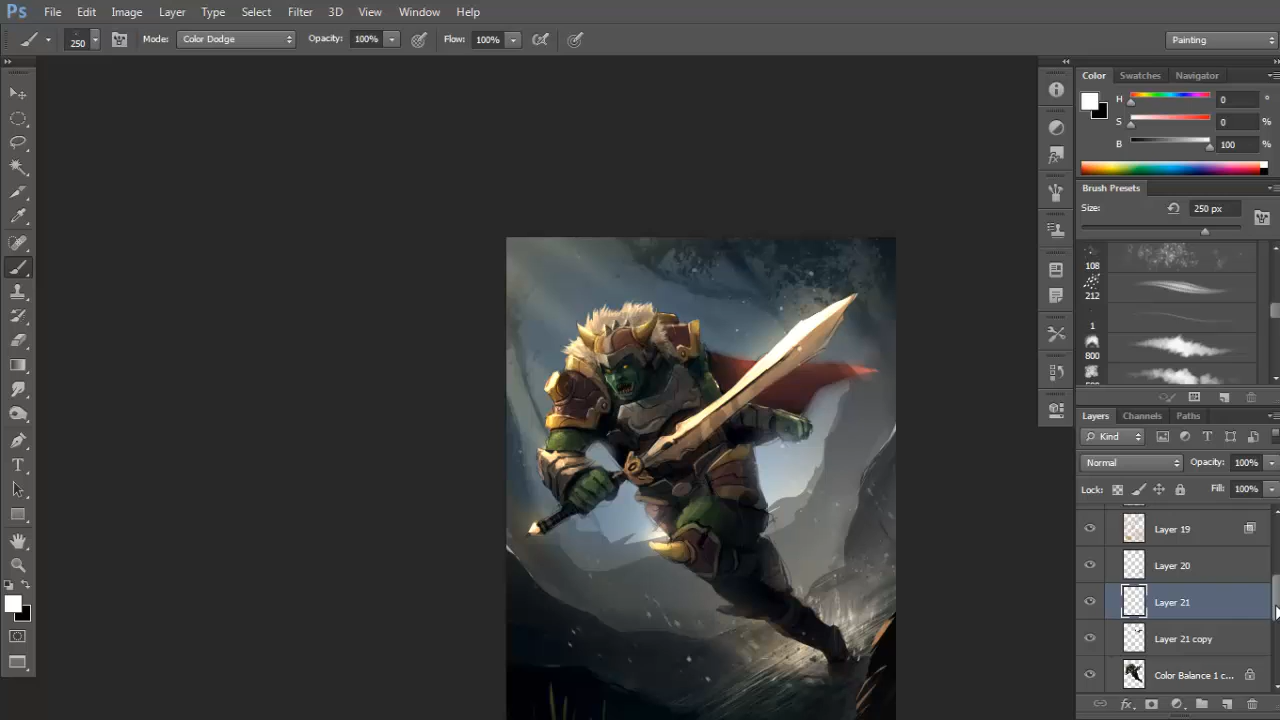 Ps File Edit Image Layer Type Select Filter 3D View Window Help
250 Mode: Color Dodge Opacity: 100% Flow: 100% Painting
Color Swatches Navigator
H 0 °
S 0 %
B 100 %
Brush Presets
Size: 250 px
108
212
1
800
Layers Channels Paths
Kind
Normal Opacity: 100%
Lock: Fill: 100%
Layer 19
Layer 20
Layer 21
Layer 21 copy
Color Balance 1 c...
T